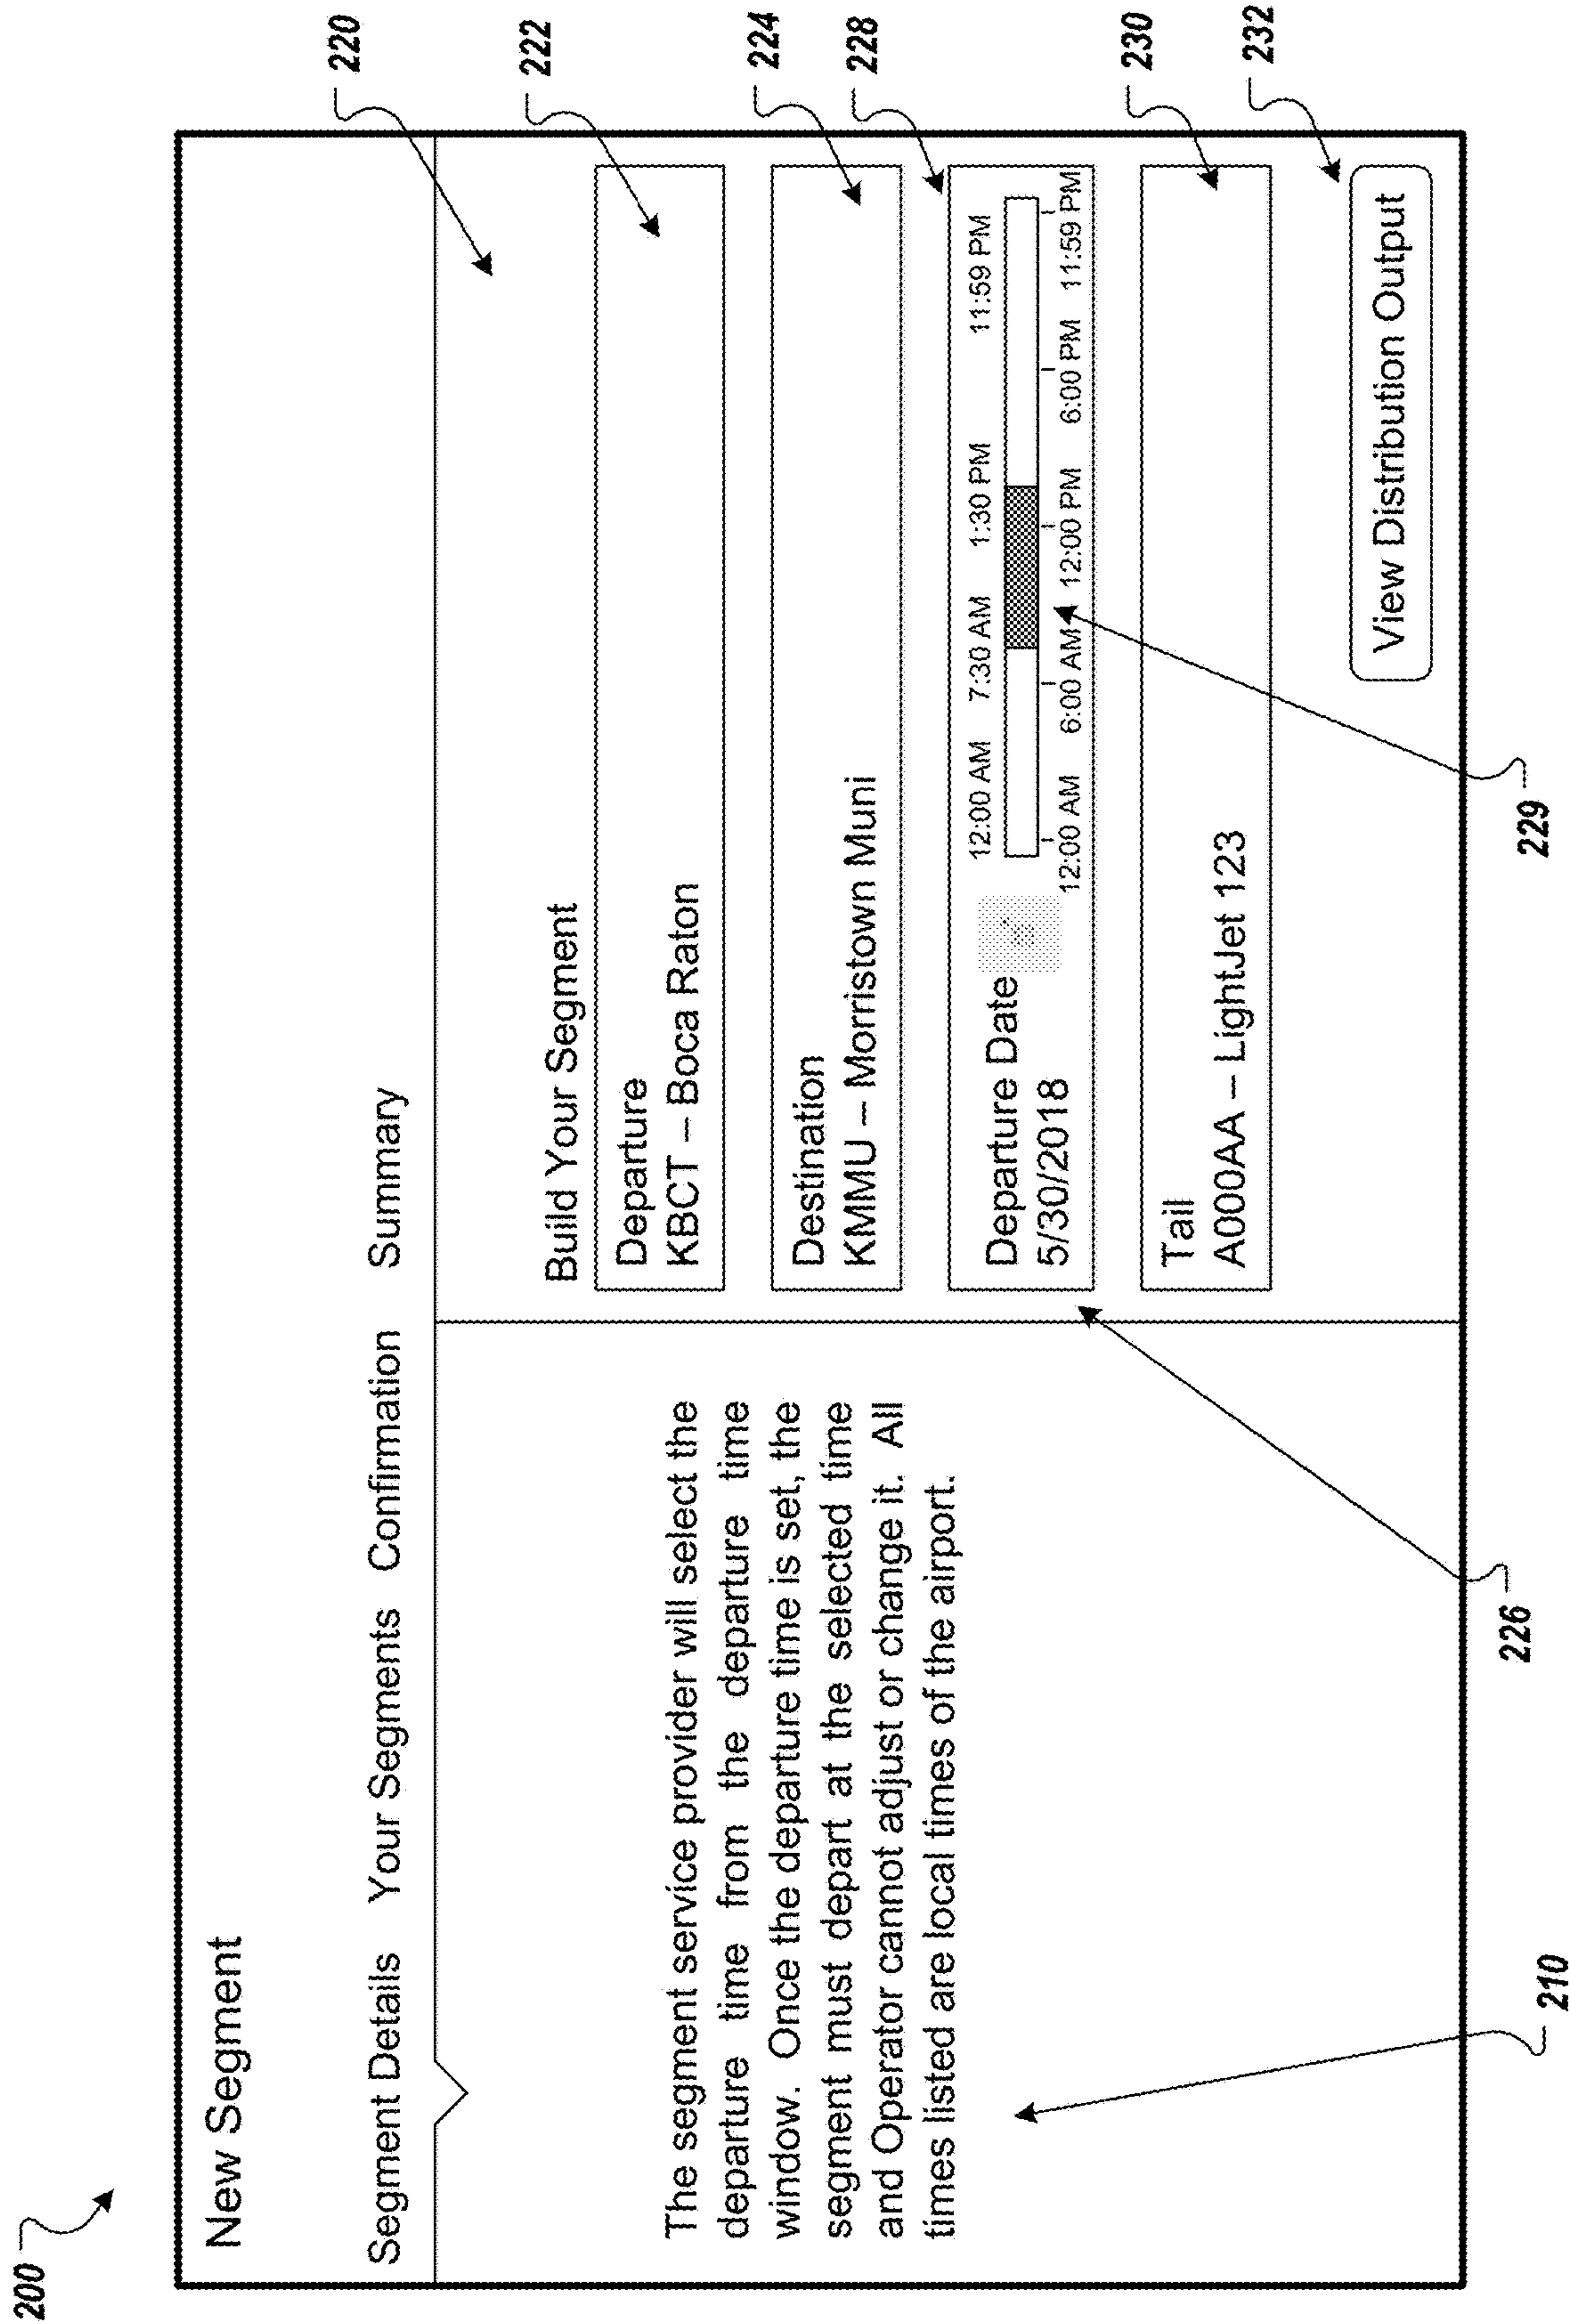 200
New Segment
Segment Details Your Segments Confirmation Summary
220
The segment service provider will select the
departure time from the departure time
window. Once the departure time is set, the
segment must depart at the selected time
and Operator cannot adjust or change it. All
times listed are local times of the airport.
210
Build Your Segment
222
Departure
KBCT – Boca Raton
224
Destination
KMMU – Morristown Muni
228
Departure Date
5/30/2018
12:00 AM 7:30 AM 1:30 PM 11:59 PM
12:00 AM 6:00 AM 12:00 PM 6:00 PM 11:59 PM
230
Tail
A000AA – LightJet 123
232
View Distribution Output
226
229